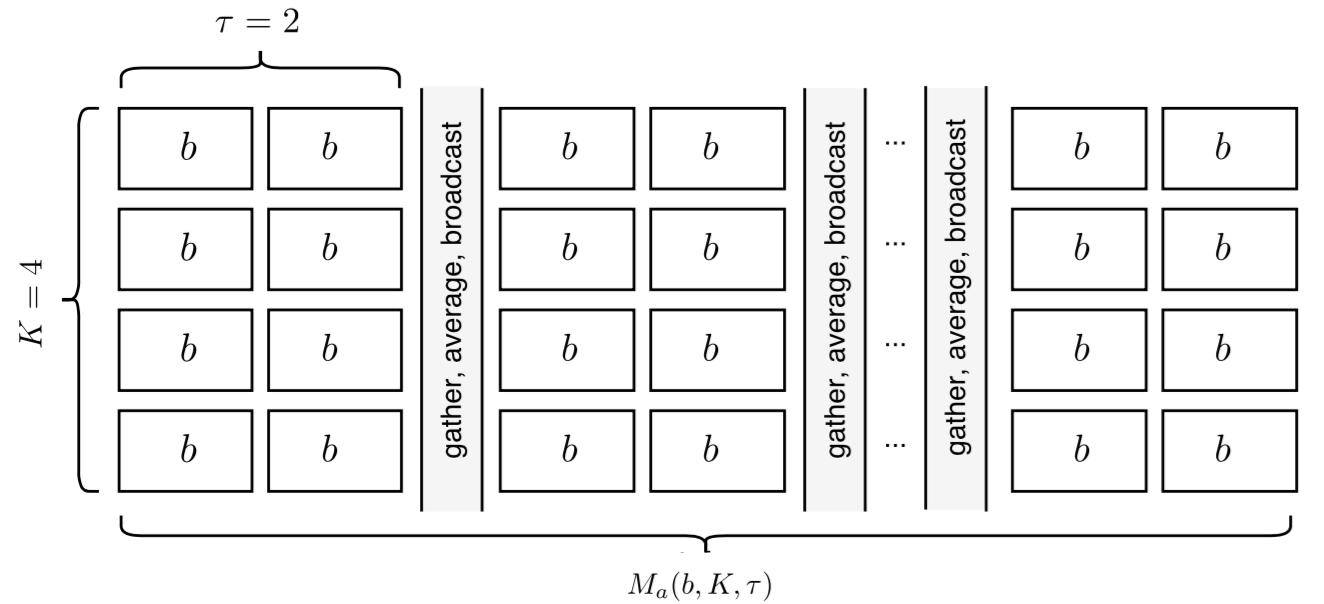 τ = 2
K = 4
b b b b ... b b
b b b b ... b b
b b b b ... b b
b b b b ... b b
gather, average, broadcast
gather, average, broadcast
gather, average, broadcast
M_a(b, K, τ)